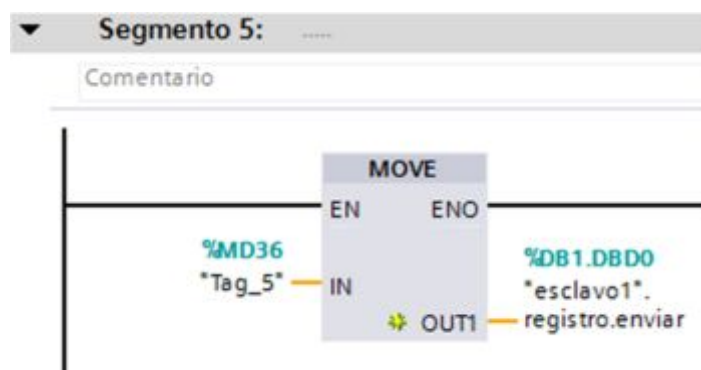 Segmento 5: .....
Comentario
MOVE
EN ENO
%MD36
"Tag_5" IN
%DB1.DBD0
"esclavo1".
OUT1 registro.enviar